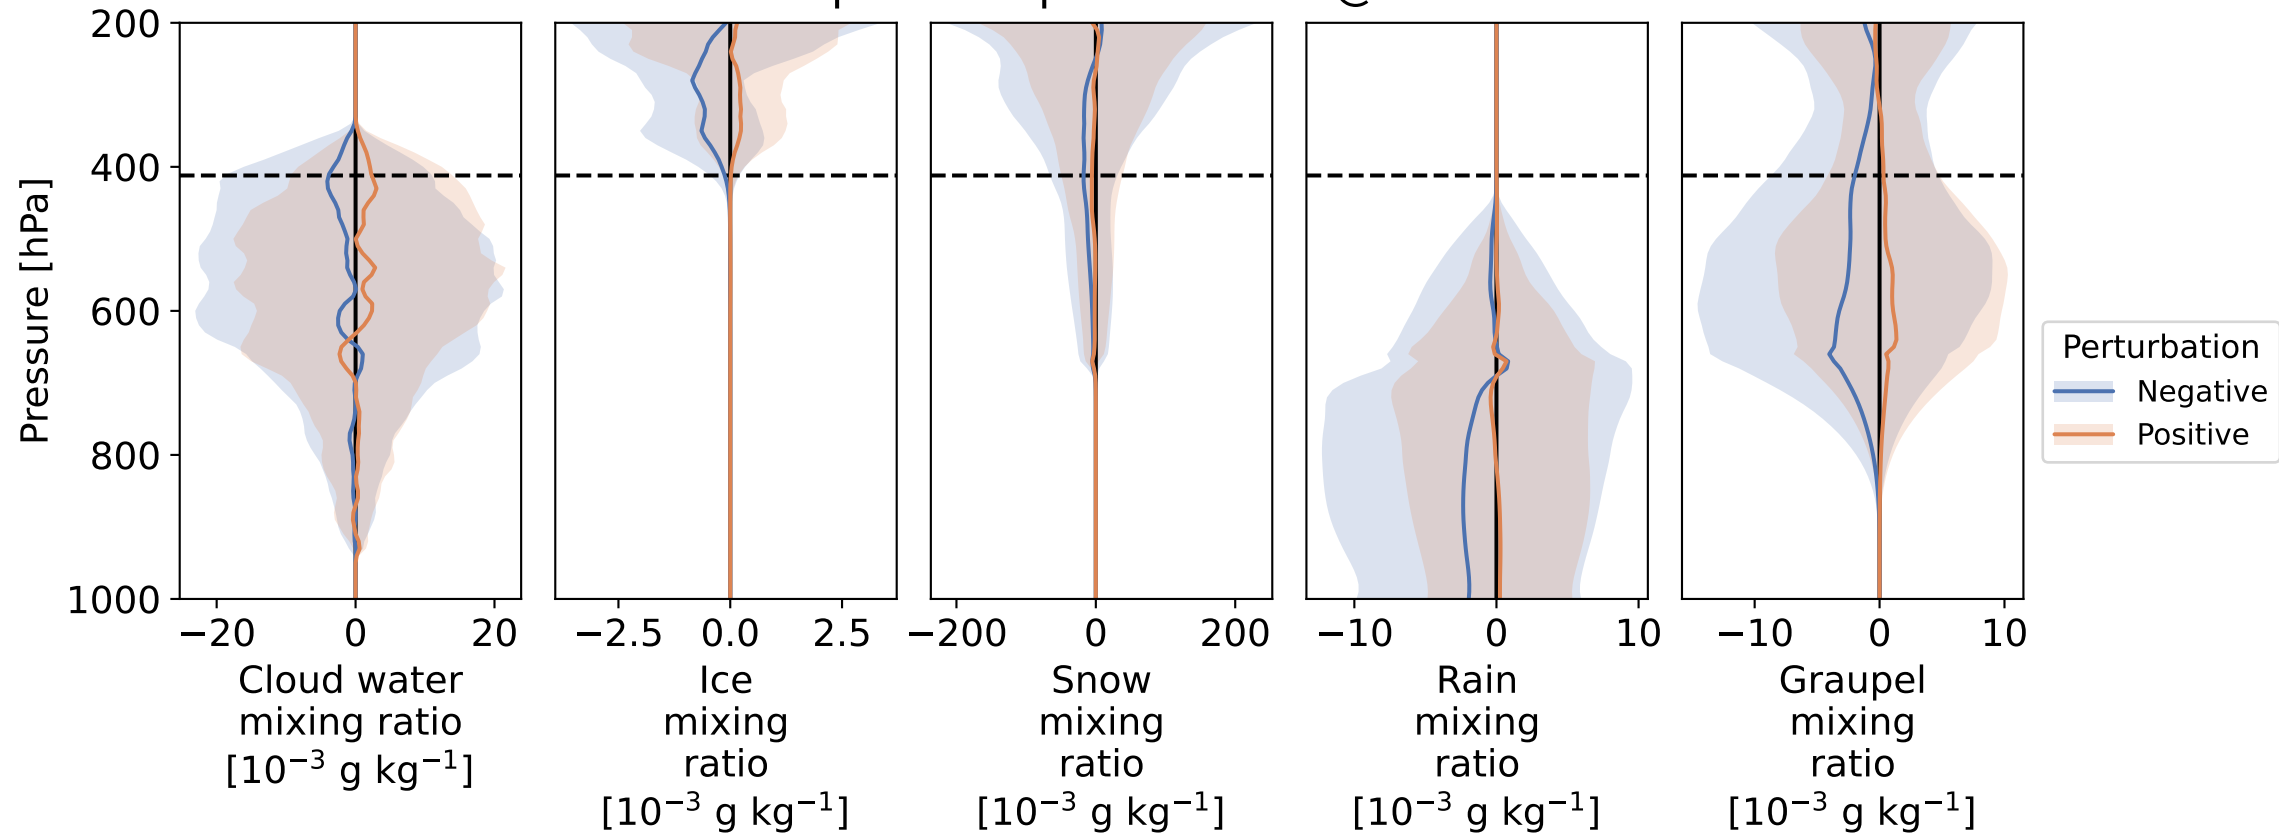 200
400
600
800
1000
Pressure [hPa]
−20 0 20
−2.5 0.0 2.5
−200 0 200
−10 0 10
−10 0 10
Cloud water
mixing ratio
[10⁻³ g kg⁻¹]
Ice
mixing
ratio
[10⁻³ g kg⁻¹]
Snow
mixing
ratio
[10⁻³ g kg⁻¹]
Rain
mixing
ratio
[10⁻³ g kg⁻¹]
Graupel
mixing
ratio
[10⁻³ g kg⁻¹]
Perturbation
Negative
Positive